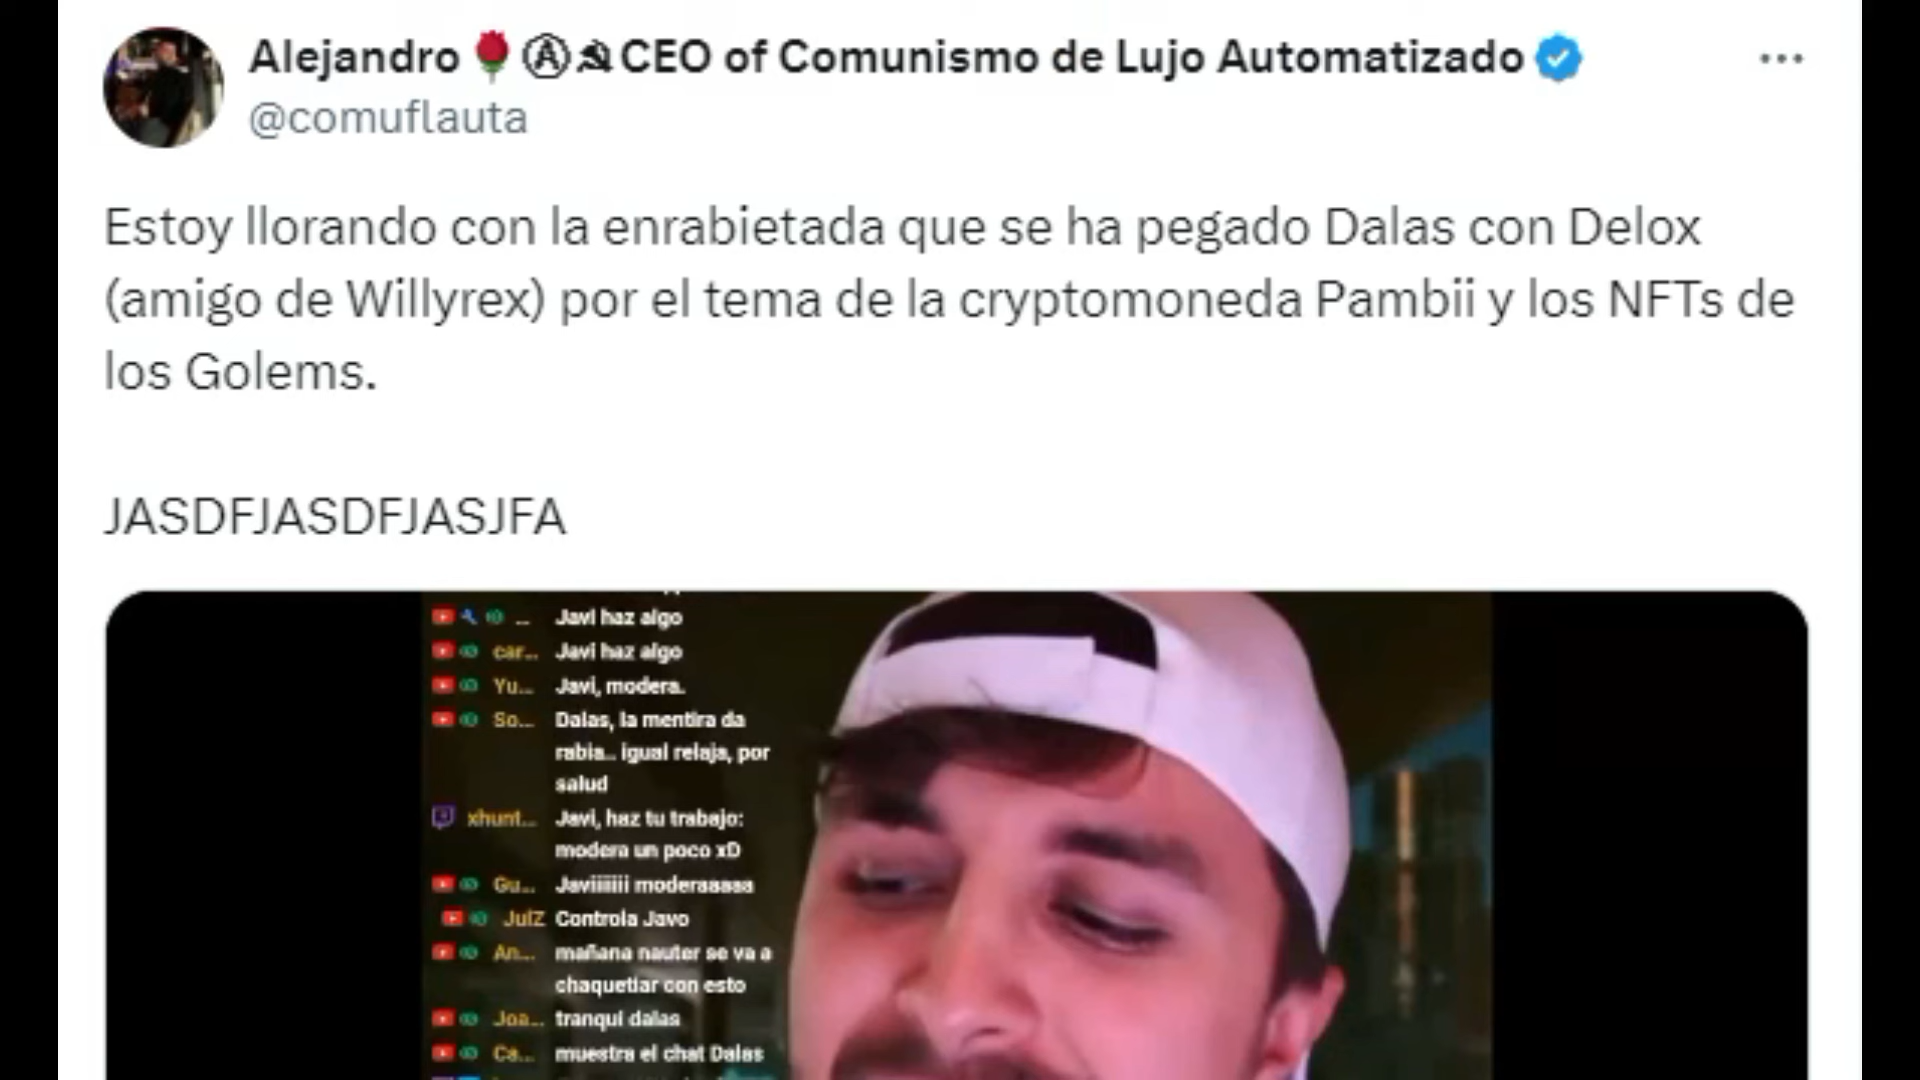 Alejandro🌹Ⓐ☭CEO of Comunismo de Lujo Automatizado
@comuflauta
Estoy llorando con la enrabietada que se ha pegado Dalas con Delox
(amigo de Willyrex) por el tema de la cryptomoneda Pambii y los NFTs de
los Golems.
JASDFJASDFJASJFA
... Javi haz algo
car... Javi haz algo
Yu... Javi, modera.
So... Dalas, la mentira da
rabia.. igual relaja, por
salud
xhunt... Javi, haz tu trabajo:
modera un poco xD
Gu... Javiiiiiii moderaaaaa
JulZ Controla Javo
An... mañana nauter se va a
chaquetiar con esto
Joa... tranqui dalas
Ca... muestra el chat Dalas